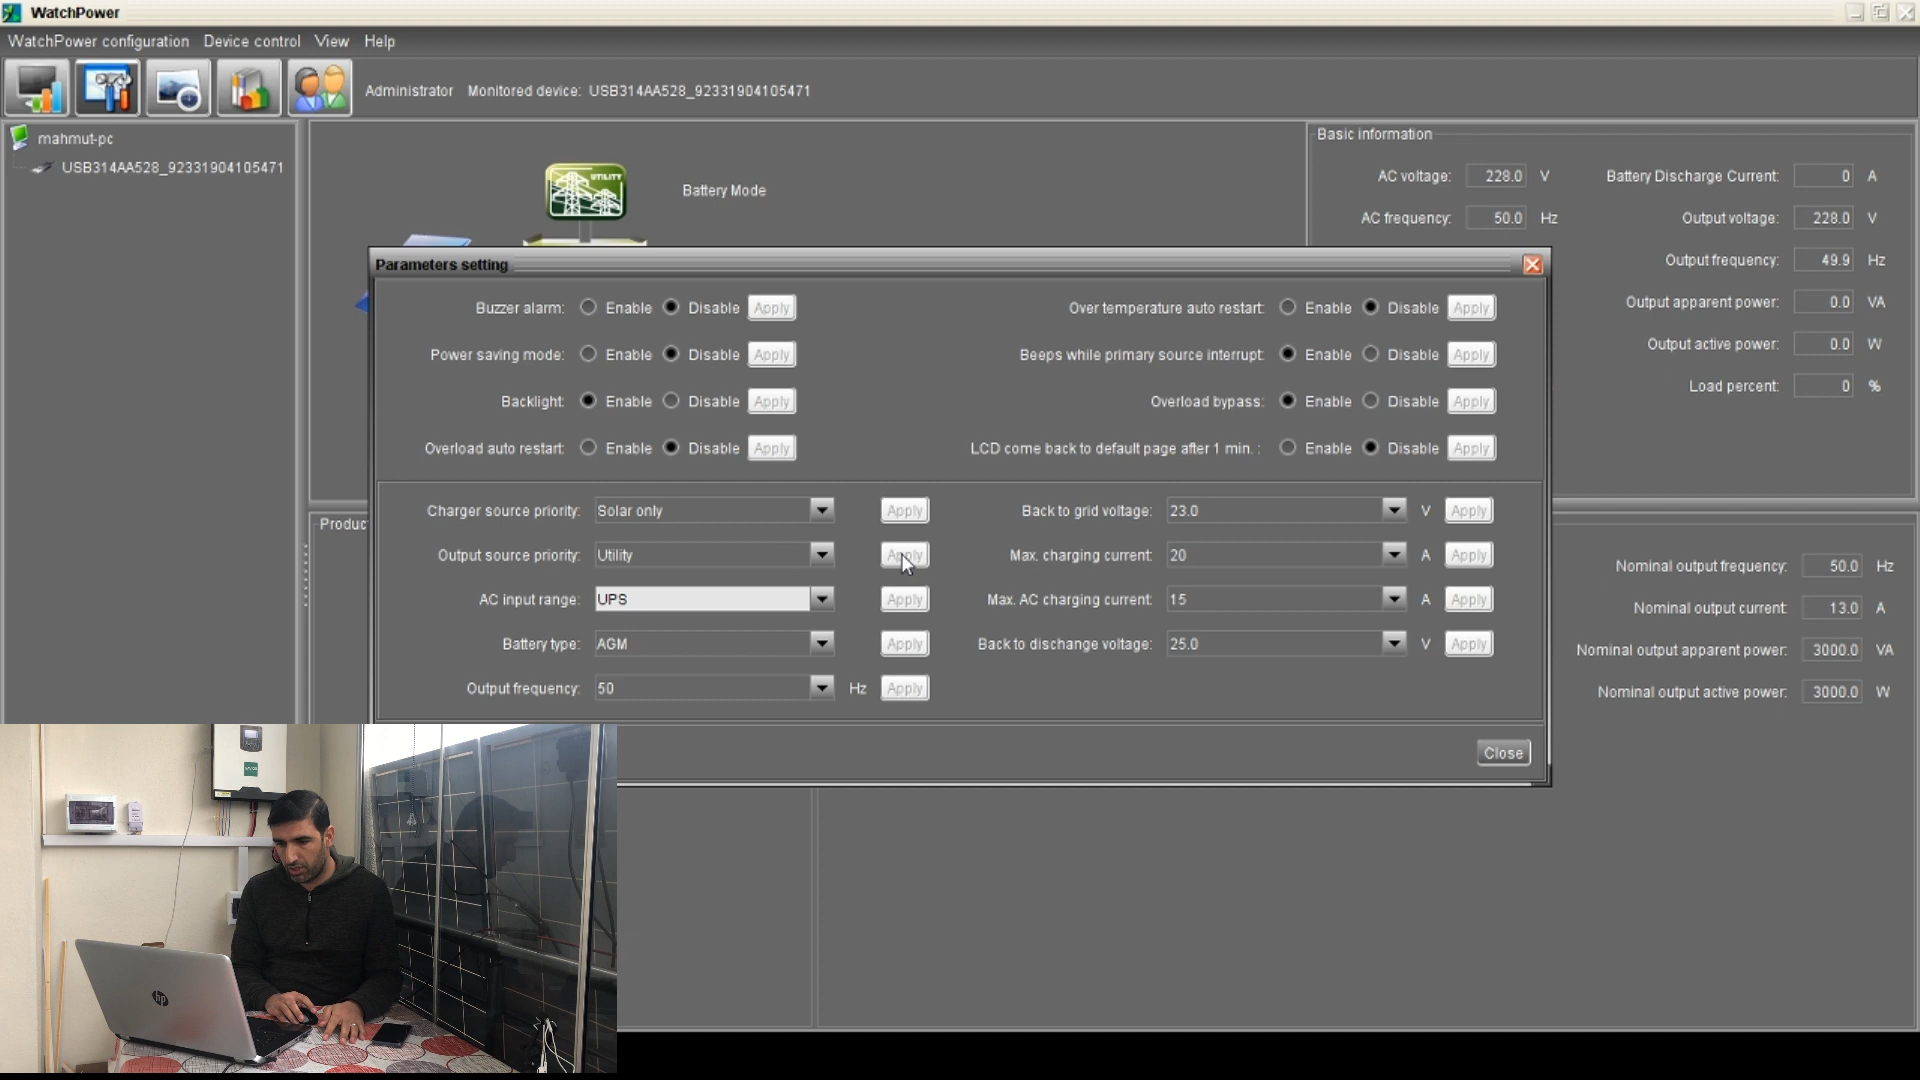 WatchPower
WatchPower configuration Device control View Help
Administrator Monitored device: USB314AA528_92331904105471
mahmut-pc
USB314AA528_92331904105471
UTILITY
Battery Mode
Basic information
AC voltage: 228.0 V
AC frequency: 50.0 Hz
Battery Discharge Current: 0 A
Output voltage: 228.0 V
Output frequency: 49.9 Hz
Output apparent power: 0.0 VA
Output active power: 0.0 W
Load percent: 0 %
Parameters setting
Buzzer alarm: Enable Disable Apply
Power saving mode: Enable Disable Apply
Backlight: Enable Disable Apply
Overload auto restart: Enable Disable Apply
Over temperature auto restart: Enable Disable Apply
Beeps while primary source interrupt: Enable Disable Apply
Overload bypass: Enable Disable Apply
LCD come back to default page after 1 min. : Enable Disable Apply
Charger source priority: Solar only Apply
Output source priority: Utility Apply
AC input range: UPS Apply
Battery type: AGM Apply
Output frequency: 50 Hz Apply
Back to grid voltage: 23.0 V Apply
Max. charging current: 20 A Apply
Max. AC charging current: 15 A Apply
Back to discharge voltage: 25.0 V Apply
Close
Produc
Nominal output frequency: 50.0 Hz
Nominal output current: 13.0 A
Nominal output apparent power: 3000.0 VA
Nominal output active power: 3000.0 W
hp